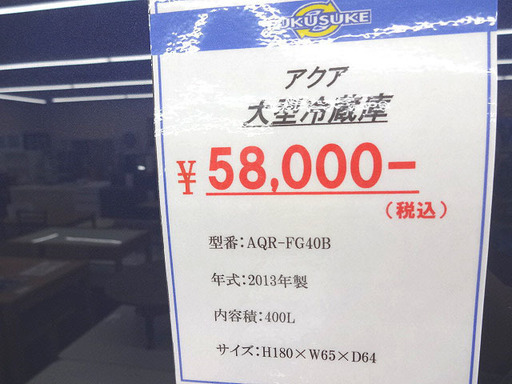 OKUSUKE
アクア
大型冷蔵庫
¥58,000-
(税込)
型番:AQR-FG40B
年式:2013年製
内容積:400L
サイズ:H180×W65×D64